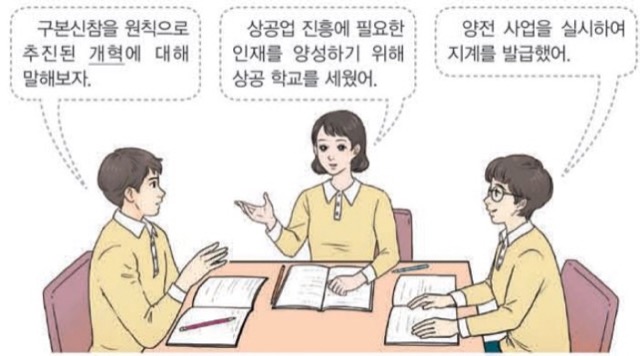 구본신참을 원칙으로
추진된 개혁에 대해
말해보자.
상공업 진흥에 필요한
인재를 양성하기 위해
상공 학교를 세웠어.
양전 사업을 실시하여
지계를 발급했어.